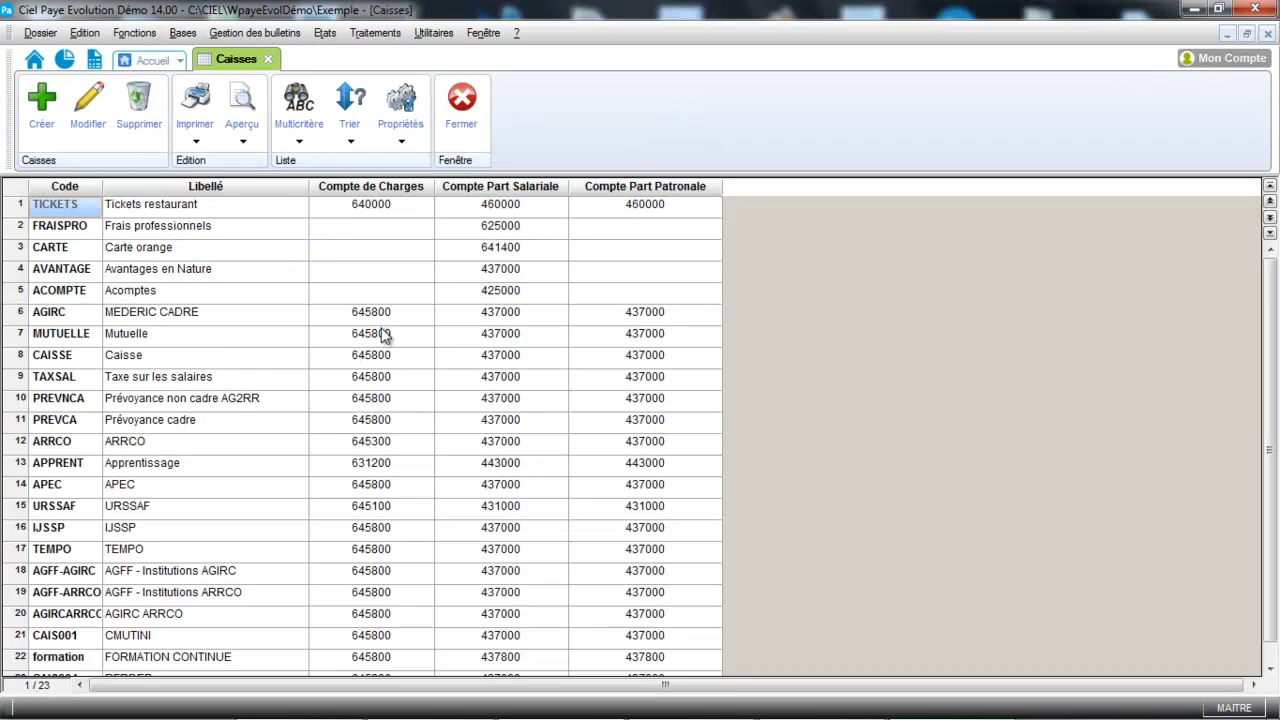 Ciel Paye Evolution Démo 14.00 - C:\CIEL\WpayeEvolDémo\Exemple - [Caisses]
Dossier Edition Fonctions Bases Gestion des bulletins Etats Traitements Utilitaires Fenêtre ?
Accueil Caisses Mon Compte
Créer Modifier Supprimer Imprimer Aperçu Multicritère Trier Propriétés Fermer
Caisses Edition Liste Fenêtre
Code Libellé Compte de Charges Compte Part Salariale Compte Part Patronale
1 TICKETS Tickets restaurant 640000 460000 460000
2 FRAISPRO Frais professionnels 625000
3 CARTE Carte orange 641400
4 AVANTAGE Avantages en Nature 437000
5 ACOMPTE Acomptes 425000
6 AGIRC MEDERIC CADRE 645800 437000 437000
7 MUTUELLE Mutuelle 645800 437000 437000
8 CAISSE Caisse 645800 437000 437000
9 TAXSAL Taxe sur les salaires 645800 437000 437000
10 PREVNCA Prévoyance non cadre AG2RR 645800 437000 437000
11 PREVCA Prévoyance cadre 645800 437000 437000
12 ARRCO ARRCO 645300 437000 437000
13 APPRENT Apprentissage 631200 443000 443000
14 APEC APEC 645800 437000 437000
15 URSSAF URSSAF 645100 431000 431000
16 IJSSP IJSSP 645800 437000 437000
17 TEMPO TEMPO 645800 437000 437000
18 AGFF-AGIRC AGFF - Institutions AGIRC 645800 437000 437000
19 AGFF-ARRCO AGFF - Institutions ARRCO 645800 437000 437000
20 AGIRCARRCO AGIRC ARRCO 645800 437000 437000
21 CAIS001 CMUTINI 645800 437000 437000
22 formation FORMATION CONTINUE 645800 437800 437800
1 / 23
MAITRE